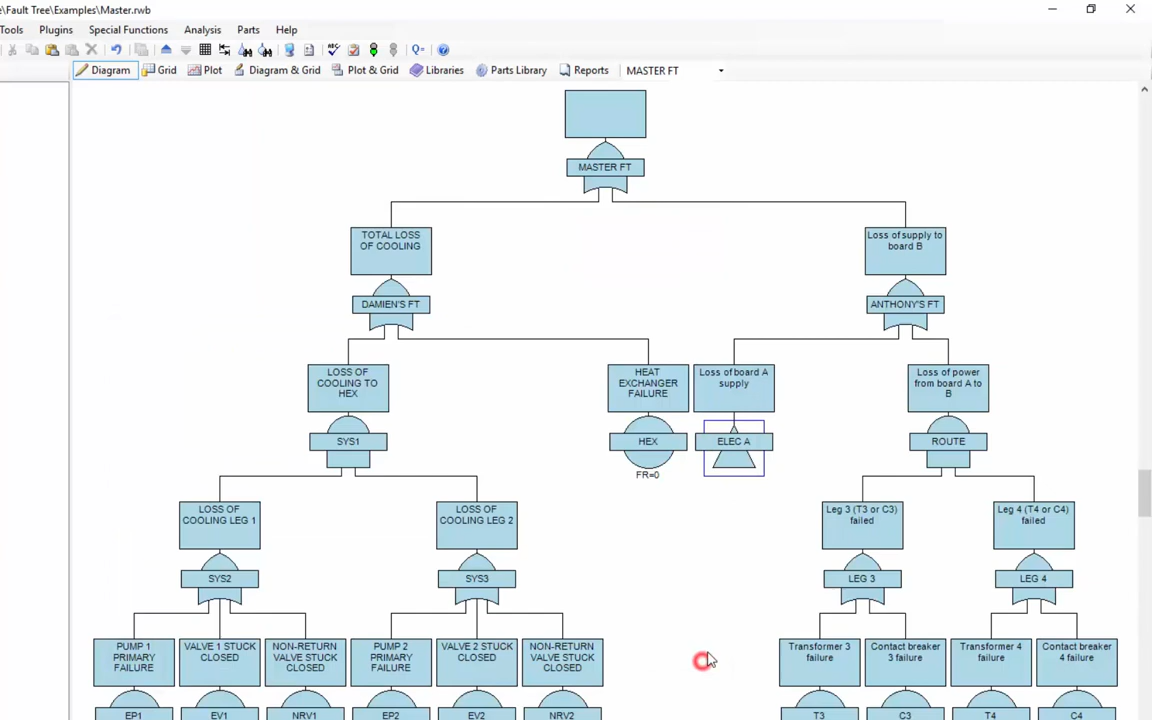 e\Fault Tree\Examples\Master.rwb
Tools Plugins Special Functions Analysis Parts Help
ABC Q=
Diagram Grid Plot Diagram & Grid Plot & Grid Libraries Parts Library Reports MASTER FT
MASTER FT
TOTAL LOSS
OF COOLING
Loss of supply to
board B
DAMIEN'S FT
ANTHONY'S FT
LOSS OF
COOLING TO
HEX
HEAT
EXCHANGER
FAILURE
Loss of board A
supply
Loss of power
from board A to
B
SYS1
HEX
ELEC A
ROUTE
FR=0
LOSS OF
COOLING LEG 1
LOSS OF
COOLING LEG 2
Leg 3 (T3 or C3)
failed
Leg 4 (T4 or C4)
failed
SYS2
SYS3
LEG 3
LEG 4
PUMP 1
PRIMARY
FAILURE
VALVE 1 STUCK
CLOSED
NON-RETURN
VALVE STUCK
CLOSED
PUMP 2
PRIMARY
FAILURE
VALVE 2 STUCK
CLOSED
NON-RETURN
VALVE STUCK
CLOSED
Transformer 3
failure
Contact breaker
3 failure
Transformer 4
failure
Contact breaker
4 failure
EP1
EV1
NRV1
EP2
EV2
NRV2
T3
C3
T4
C4